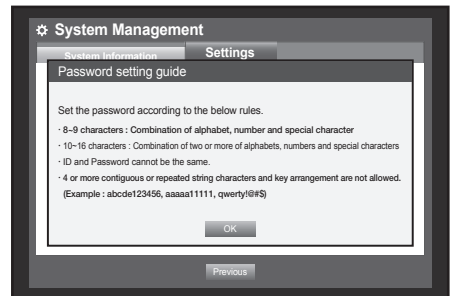 System Management
System Information
Settings
Password setting guide
Set the password according to the below rules.
· 8~9 characters : Combination of alphabet, number and special character
· 10~16 characters : Combination of two or more of alphabets, numbers and special characters
· ID and Password cannot be the same.
· 4 or more contiguous or repeated string characters and key arrangement are not allowed.
(Example : abcde123456, aaaaa11111, qwerty!@#$)
OK
Previous